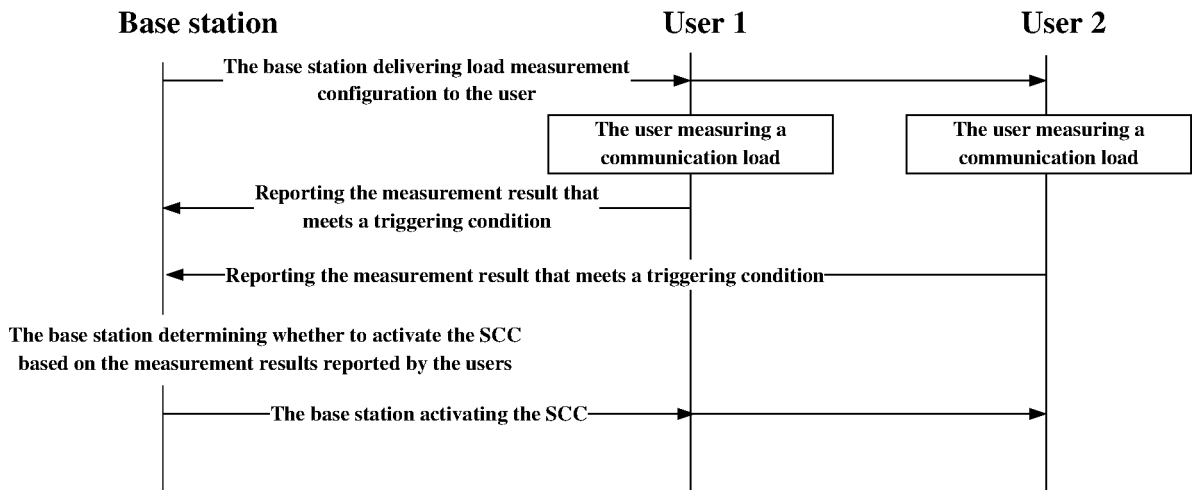 Base station
User 1
User 2
The base station delivering load measurement
configuration to the user
The user measuring a
communication load
The user measuring a
communication load
Reporting the measurement result that
meets a triggering condition
Reporting the measurement result that meets a triggering condition
The base station determining whether to activate the SCC
based on the measurement results reported by the users
The base station activating the SCC